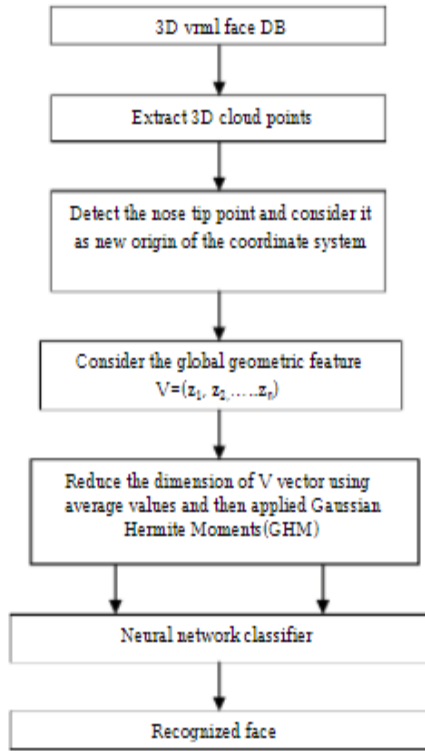 3D vrml face DB
Extract 3D cloud points
Detect the nose tip point and consider it
as new origin of the coordinate system
Consider the global geometric feature
V=(z₁, z₂,…..zₙ)
Reduce the dimension of V vector using
average values and then applied Gaussian
Hermite Moments(GHM)
Neural network classifier
Recognized face